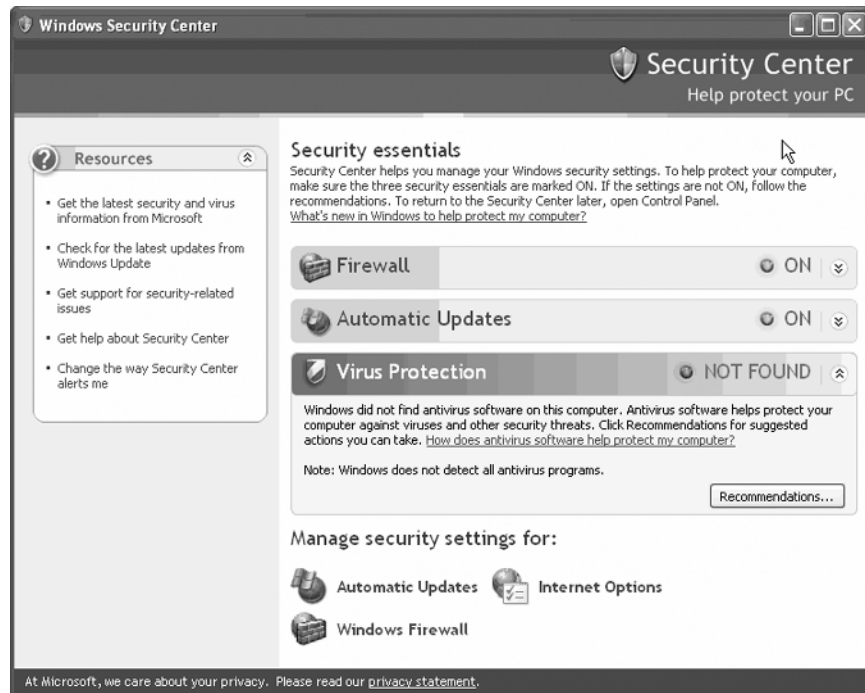 Windows Security Center
Security Center
Help protect your PC
Resources
Get the latest security and virus
information from Microsoft
Check for the latest updates from
Windows Update
Get support for security-related
issues
Get help about Security Center
Change the way Security Center
alerts me
Security essentials
Security Center helps you manage your Windows security settings. To help protect your computer,
make sure the three security essentials are marked ON. If the settings are not ON, follow the
recommendations. To return to the Security Center later, open Control Panel.
What's new in Windows to help protect my computer?
Firewall ON
Automatic Updates ON
Virus Protection NOT FOUND
Windows did not find antivirus software on this computer. Antivirus software helps protect your
computer against viruses and other security threats. Click Recommendations for suggested
actions you can take. How does antivirus software help protect my computer?
Note: Windows does not detect all antivirus programs.
Recommendations...
Manage security settings for:
Automatic Updates Internet Options
Windows Firewall
At Microsoft, we care about your privacy. Please read our privacy statement.